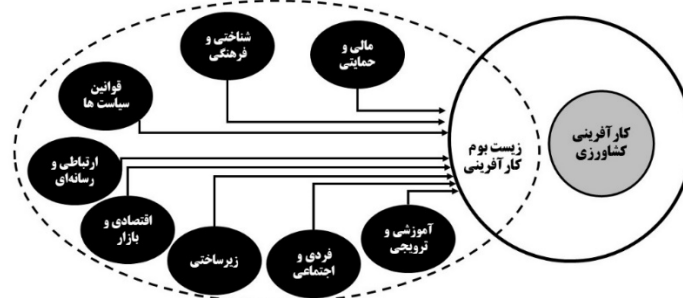 شناختی و
فرهنگی
مالی و
حمایتی
قوانین
سیاست ها
ارتباطی و
رسانه‌ای
اقتصادی و
بازار
زیرساختی
فردی و
اجتماعی
آموزشی و
ترویجی
زیست بوم
کارآفرینی
کارآفرینی
کشاورزی